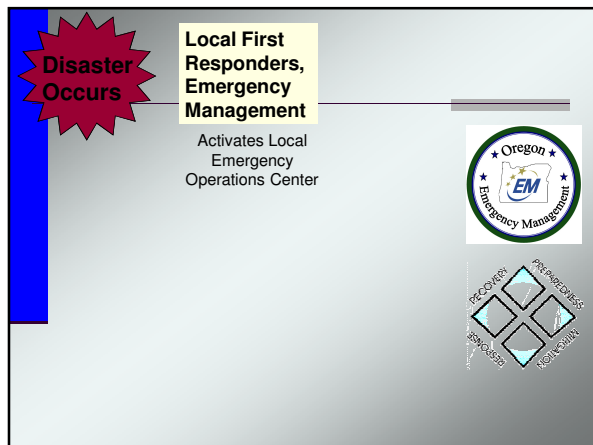 Disaster
Occurs
Local First
Responders,
Emergency
Management
Activates Local
Emergency
Operations Center
Oregon
EM
Emergency Management
RECOVERY
PREPAREDNESS
RESPONSE
MITIGATION